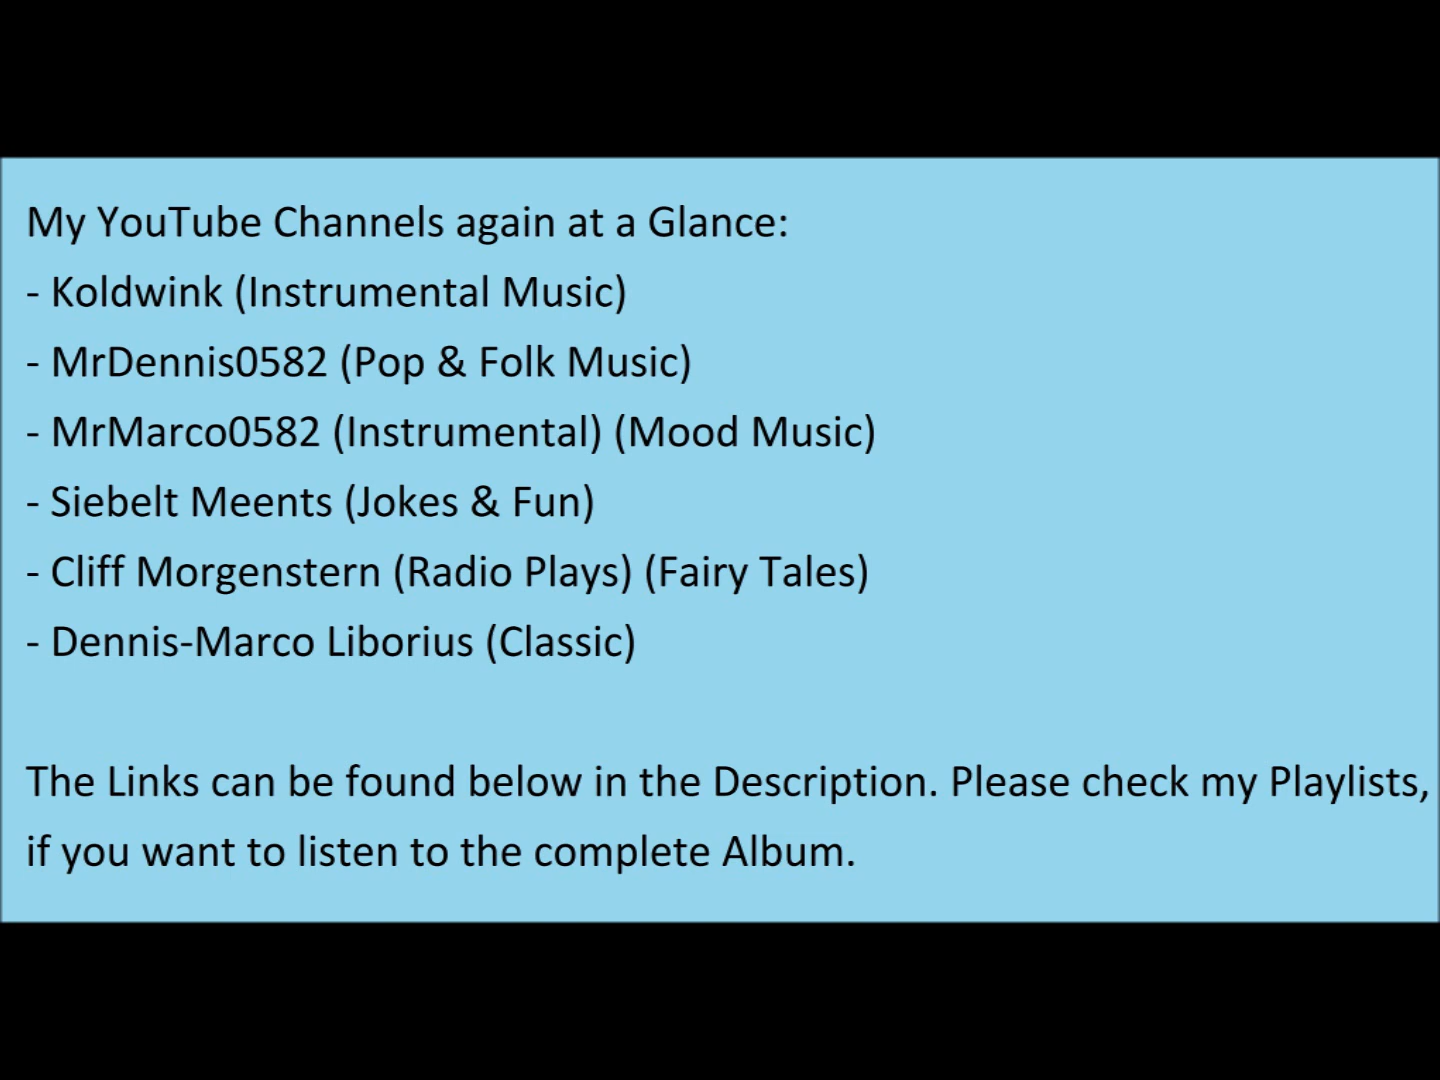 My YouTube Channels again at a Glance:
- Koldwink (Instrumental Music)
- MrDennis0582 (Pop & Folk Music)
- MrMarco0582 (Instrumental) (Mood Music)
- Siebelt Meents (Jokes & Fun)
- Cliff Morgenstern (Radio Plays) (Fairy Tales)
- Dennis-Marco Liborius (Classic)
The Links can be found below in the Description. Please check my Playlists,
if you want to listen to the complete Album.